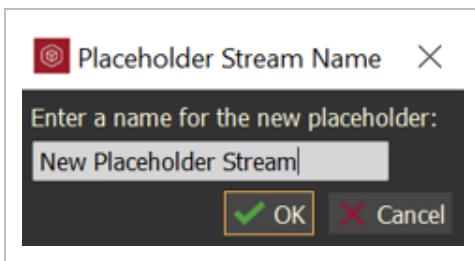 Placeholder Stream Name
Enter a name for the new placeholder:
New Placeholder Stream
OK
Cancel